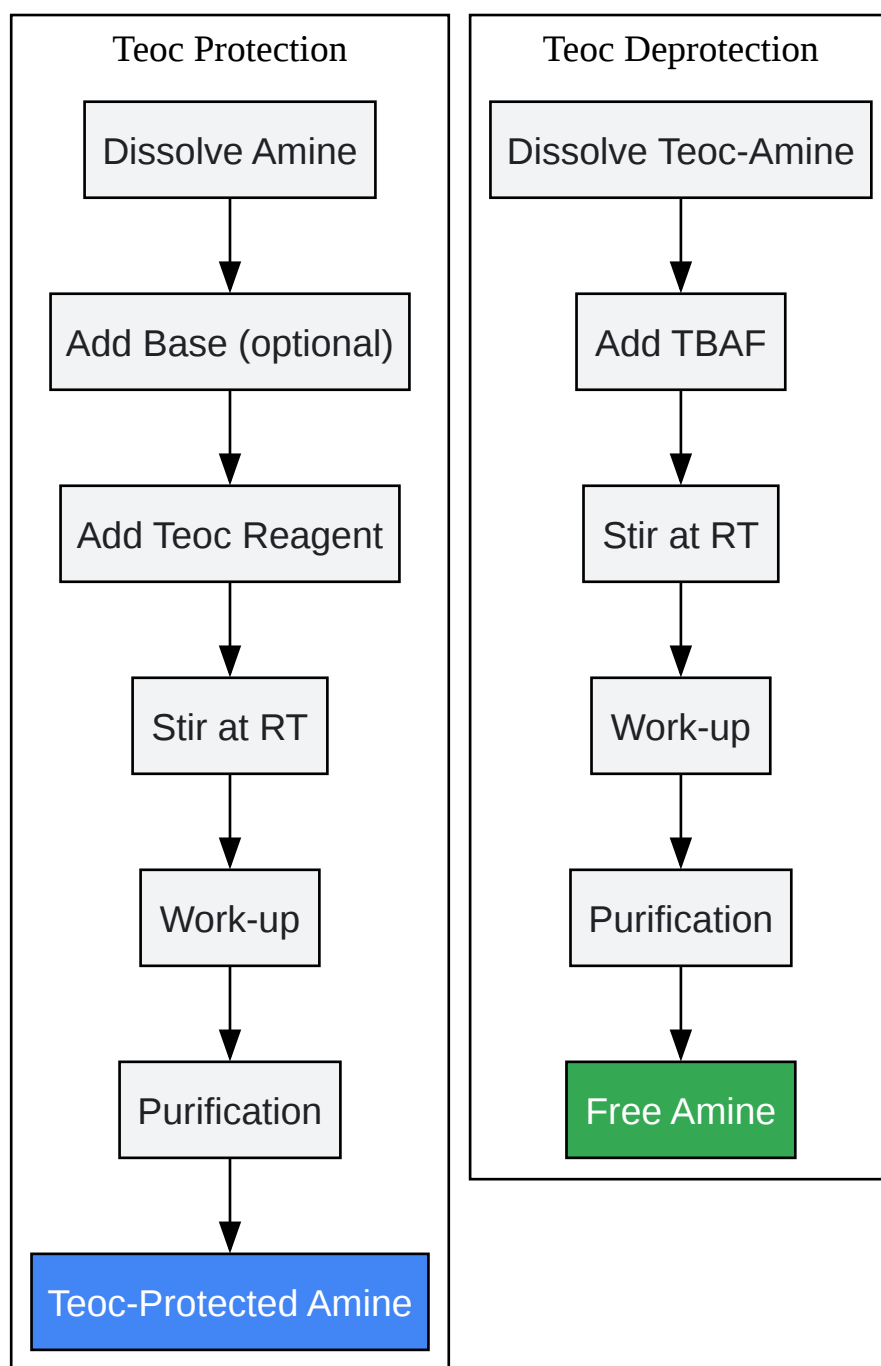 Teoc Protection
Dissolve Amine
Add Base (optional)
Add Teoc Reagent
Stir at RT
Work-up
Purification
Teoc-Protected Amine
Teoc Deprotection
Dissolve Teoc-Amine
Add TBAF
Stir at RT
Work-up
Purification
Free Amine